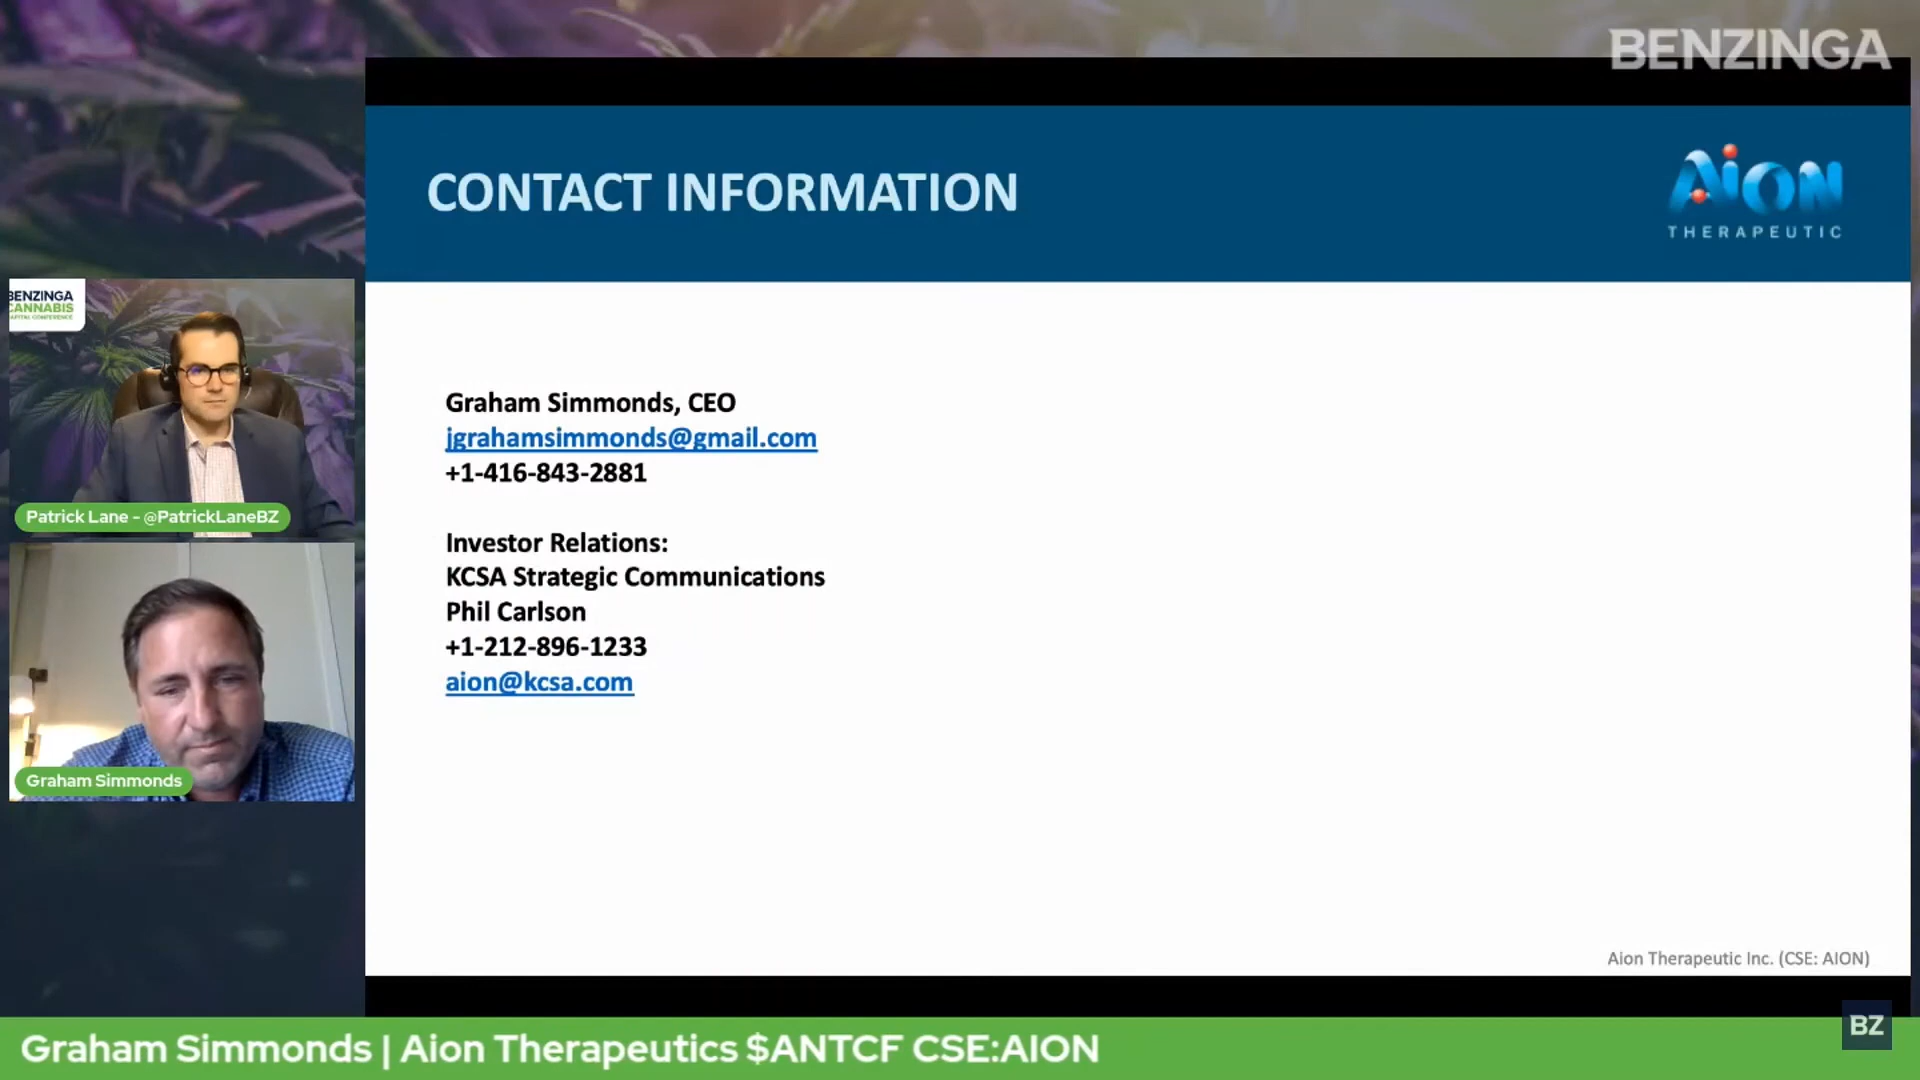 BENZINGA
CONTACT INFORMATION
AiON
THERAPEUTIC
BENZINGA
CANNABIS
CAPITAL CONFERENCE
Patrick Lane - @PatrickLaneBZ
Graham Simmonds
Graham Simmonds, CEO
jgrahamsimmonds@gmail.com
+1-416-843-2881
Investor Relations:
KCSA Strategic Communications
Phil Carlson
+1-212-896-1233
aion@kcsa.com
Aion Therapeutic Inc. (CSE: AION)
BZ
Graham Simmonds | Aion Therapeutics $ANTCF CSE:AION